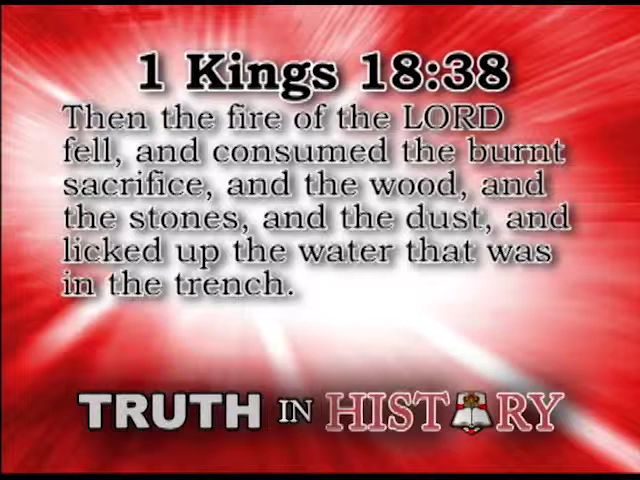 1 Kings 18:38
Then the fire of the LORD
fell, and consumed the burnt
sacrifice, and the wood, and
the stones, and the dust, and
licked up the water that was
in the trench.
TRUTH IN HISTORY